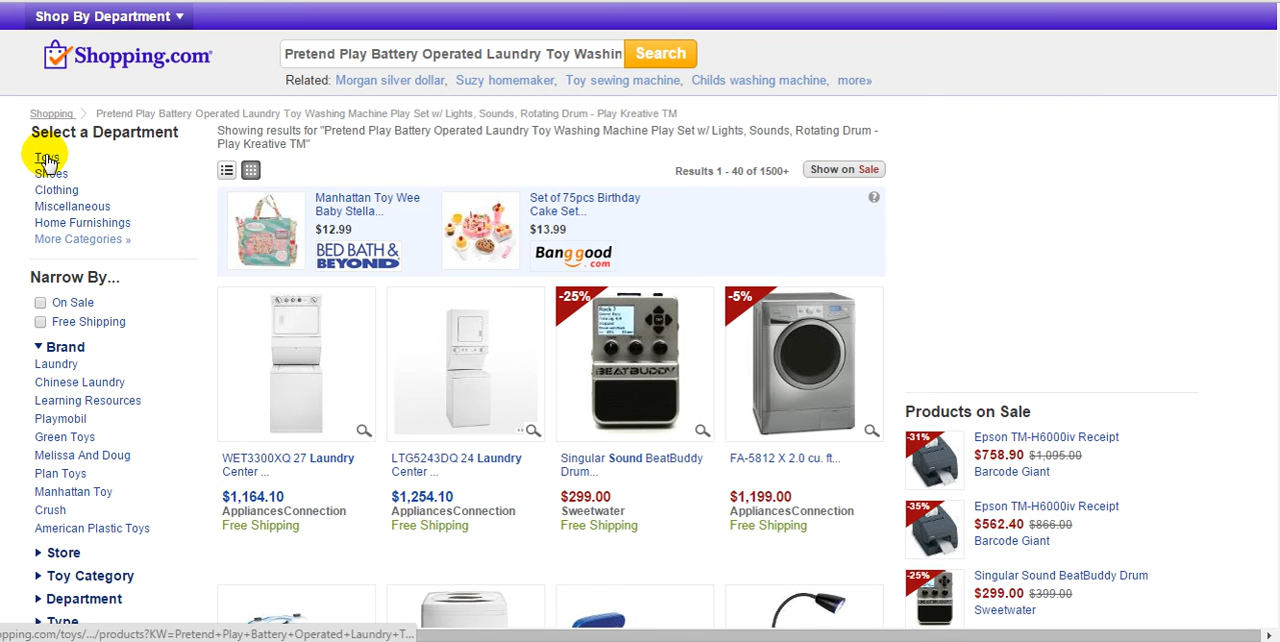 Shop By Department ▼
Shopping.com
Pretend Play Battery Operated Laundry Toy Washin
Search
Related: Morgan silver dollar, Suzy homemaker, Toy sewing machine, Childs washing machine, more»
Shopping
Pretend Play Battery Operated Laundry Toy Washing Machine Play Set w/ Lights, Sounds, Rotating Drum - Play Kreative TM
Select a Department
Toys
Shoes
Clothing
Miscellaneous
Home Furnishings
More Categories »
Narrow By...
On Sale
Free Shipping
Brand
Laundry
Chinese Laundry
Learning Resources
Playmobil
Green Toys
Melissa And Doug
Plan Toys
Manhattan Toy
Crush
American Plastic Toys
Store
Toy Category
Department
Type
Showing results for "Pretend Play Battery Operated Laundry Toy Washing Machine Play Set w/ Lights, Sounds, Rotating Drum -
Play Kreative TM"
Results 1 - 40 of 1500+
Show on Sale
Manhattan Toy Wee
Baby Stella...
$12.99
BED BATH &
BEYOND
Set of 75pcs Birthday
Cake Set...
$13.99
Banggood
.com
?
WET3300XQ 27 Laundry
Center ...
$1,164.10
AppliancesConnection
Free Shipping
LTG5243DQ 24 Laundry
Center ...
$1,254.10
AppliancesConnection
Free Shipping
-25%
BEATBUDDY
Singular Sound BeatBuddy
Drum...
$299.00
Sweetwater
Free Shipping
-5%
FA-5812 X 2.0 cu. ft...
$1,199.00
AppliancesConnection
Free Shipping
Products on Sale
-31%
Epson TM-H6000iv Receipt
$758.90 $1,095.00
Barcode Giant
-35%
Epson TM-H6000iv Receipt
$562.40 $866.00
Barcode Giant
-25%
Singular Sound BeatBuddy Drum
$299.00 $399.00
Sweetwater
opping.com/toys/.../products?KW=Pretend+Play+Battery+Operated+Laundry+T...